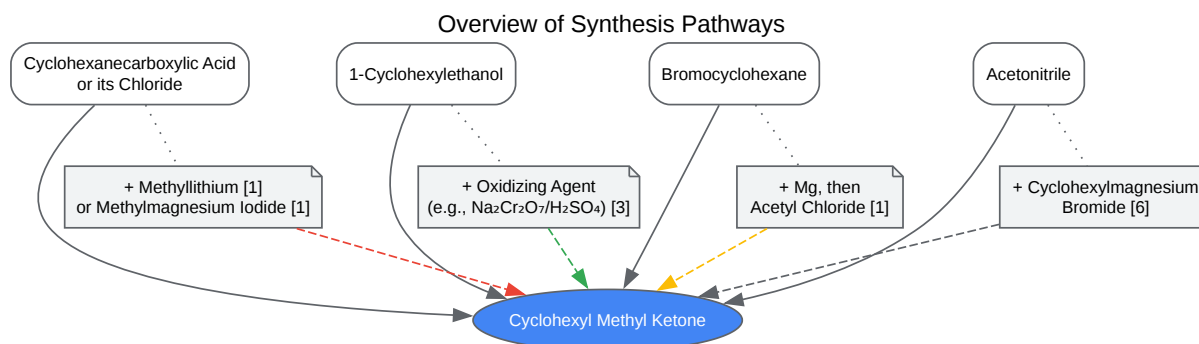 Overview of Synthesis Pathways
Cyclohexanecarboxylic Acid
or its Chloride
1-Cyclohexylethanol
Bromocyclohexane
Acetonitrile
+ Methyllithium [1]
or Methylmagnesium Iodide [1]
+ Oxidizing Agent
(e.g., Na₂Cr₂O₇/H₂SO₄) [3]
+ Mg, then
Acetyl Chloride [1]
+ Cyclohexylmagnesium
Bromide [6]
Cyclohexyl Methyl Ketone